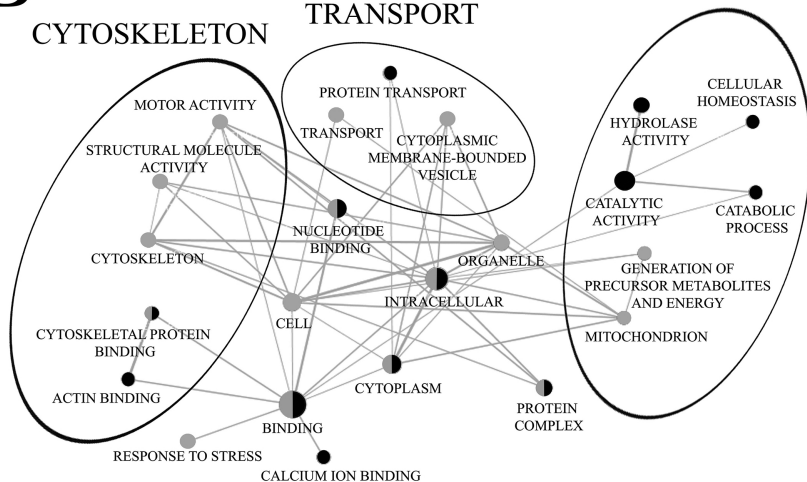 TRANSPORT
CYTOSKELETON
PROTEIN TRANSPORT
TRANSPORT
CYTOPLASMIC
MEMBRANE-BOUNDED
VESICLE
MOTOR ACTIVITY
STRUCTURAL MOLECULE
ACTIVITY
CYTOSKELETON
CYTOSKELETAL PROTEIN
BINDING
ACTIN BINDING
NUCLEOTIDE
BINDING
ORGANELLE
INTRACELLULAR
CELL
CYTOPLASM
BINDING
PROTEIN
COMPLEX
RESPONSE TO STRESS
CALCIUM ION BINDING
CELLULAR
HOMEOSTASIS
HYDROLASE
ACTIVITY
CATALYTIC
ACTIVITY
CATABOLIC
PROCESS
GENERATION OF
PRECURSOR METABOLITES
AND ENERGY
MITOCHONDRION